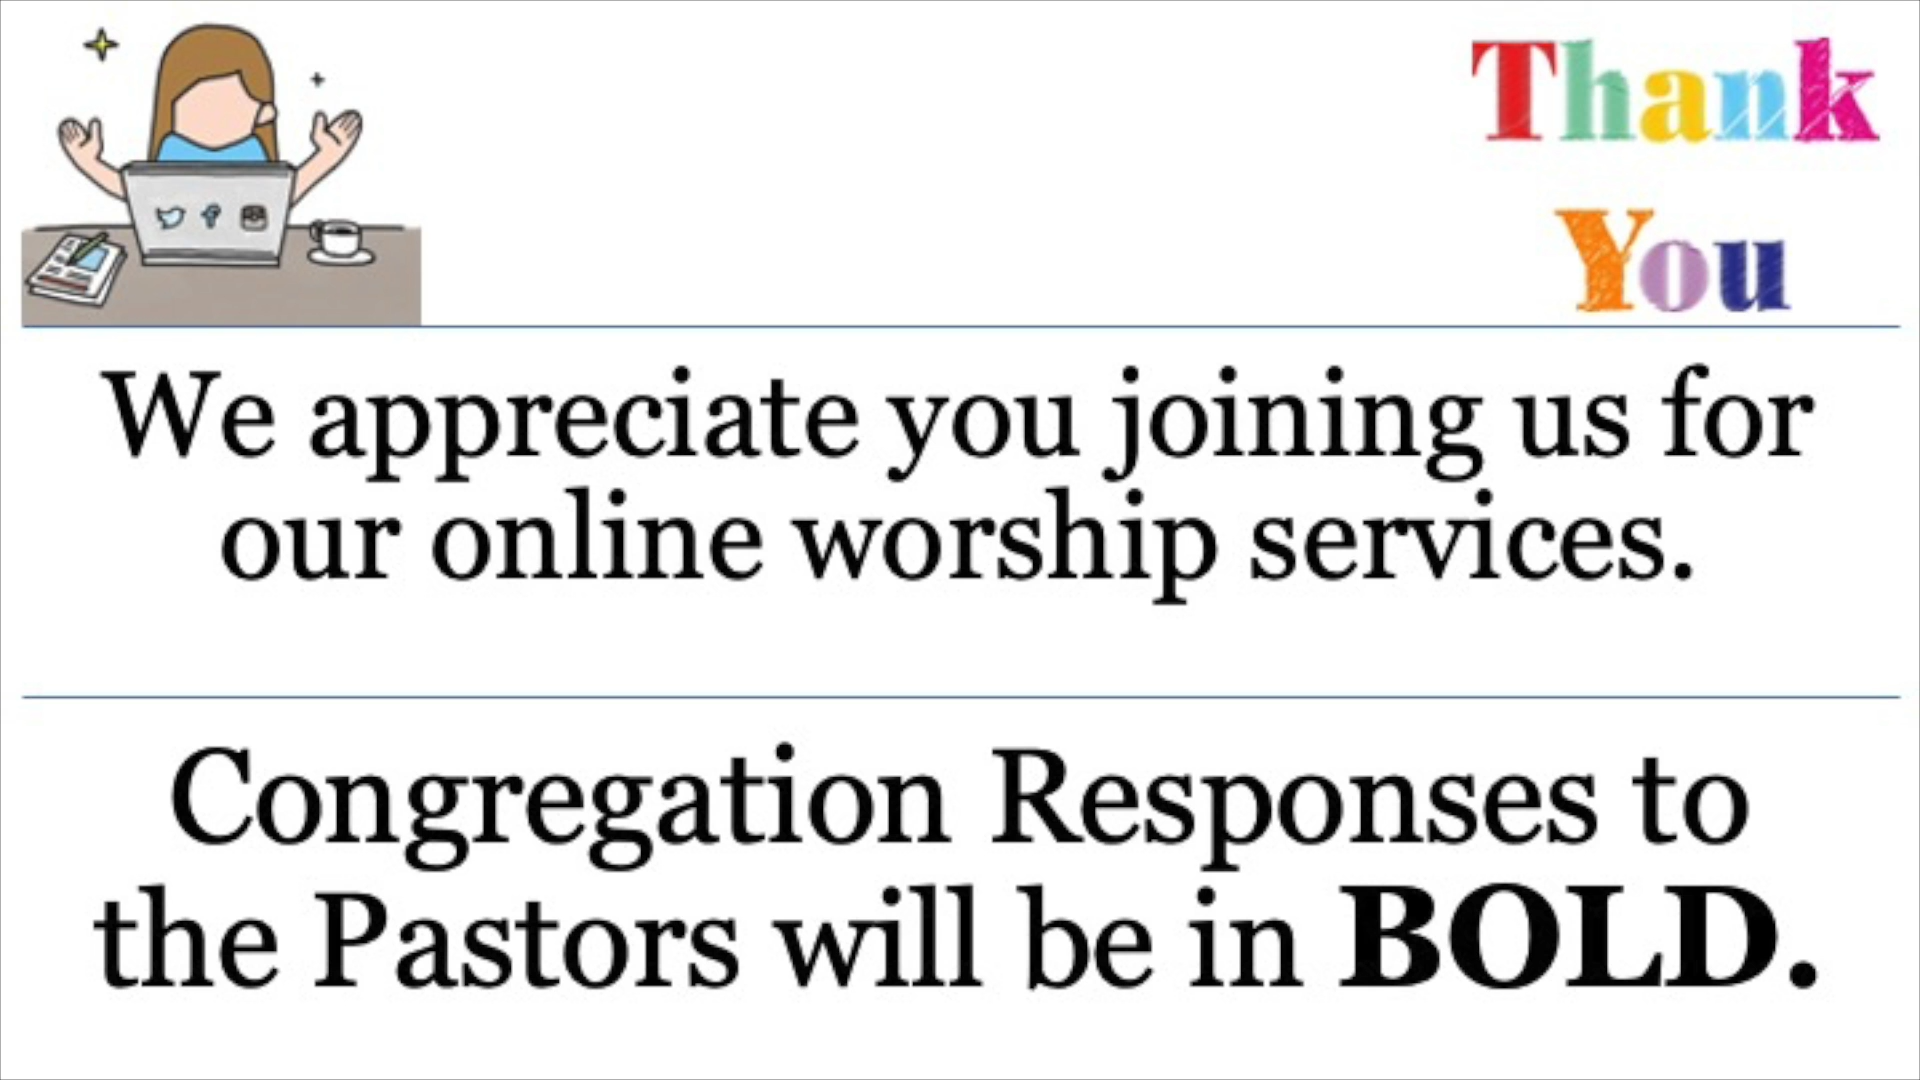 Thank
You
We appreciate you joining us for
our online worship services.
Congregation Responses to
the Pastors will be in BOLD.